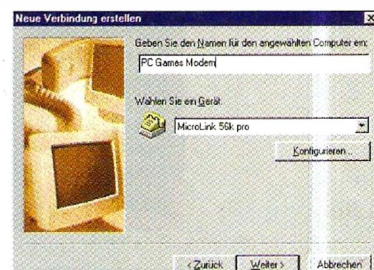 Neue Verbindung erstellen
Geben Sie den Namen für den angewählten Computer ein:
PC Games Modem
Wählen Sie ein Gerät:
MicroLink 56k pro
Konfigurieren...
< Zurück Weiter > Abbrechen